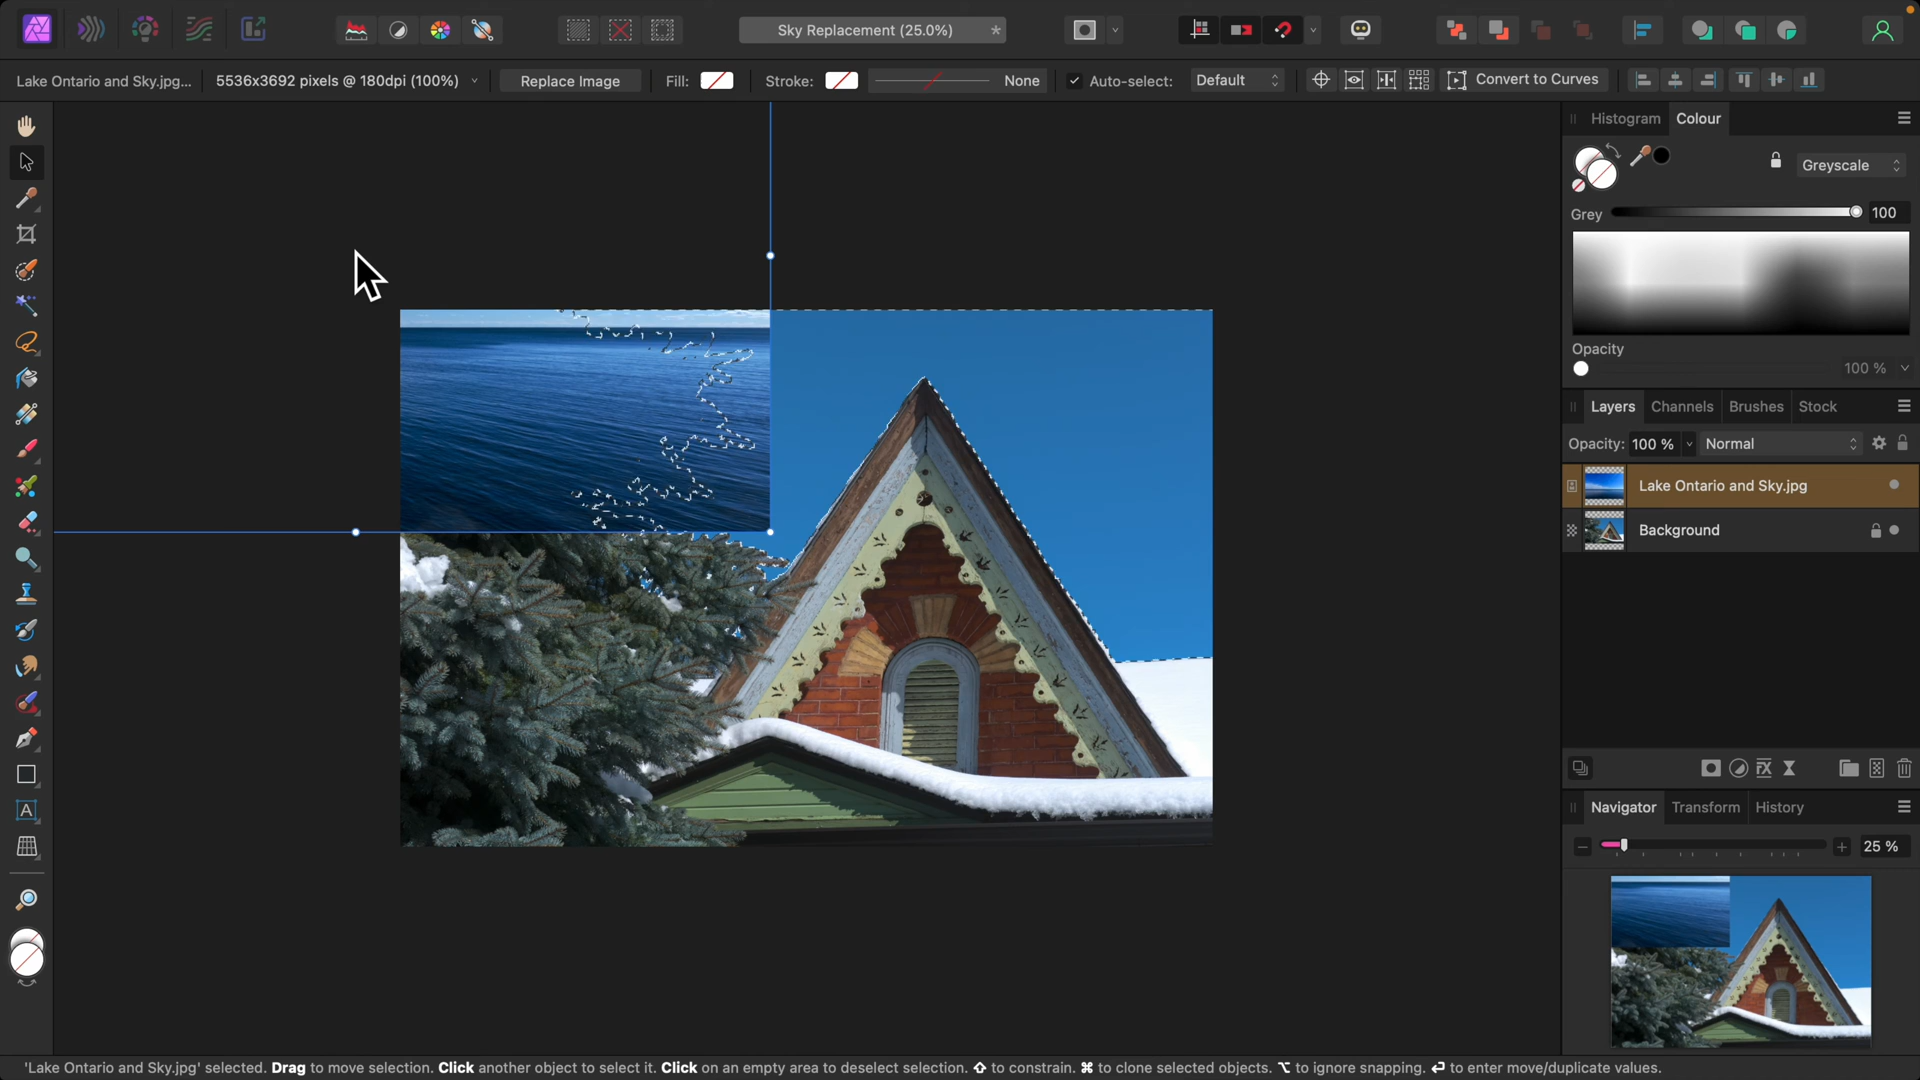 Sky Replacement (25.0%) *
Lake Ontario and Sky.jpg... 5536x3692 pixels @ 180dpi (100%) Replace Image Fill: Stroke: None Auto-select: Default Convert to Curves
Histogram Colour
Greyscale
Grey 100
Opacity
100 %
Layers Channels Brushes Stock
Opacity: 100 % Normal
Lake Ontario and Sky.jpg
Background
Navigator Transform History
25 %
'Lake Ontario and Sky.jpg' selected. Drag to move selection. Click another object to select it. Click on an empty area to deselect selection. ⇧ to constrain. ⌘ to clone selected objects. ⌥ to ignore snapping. ↩ to enter move/duplicate values.